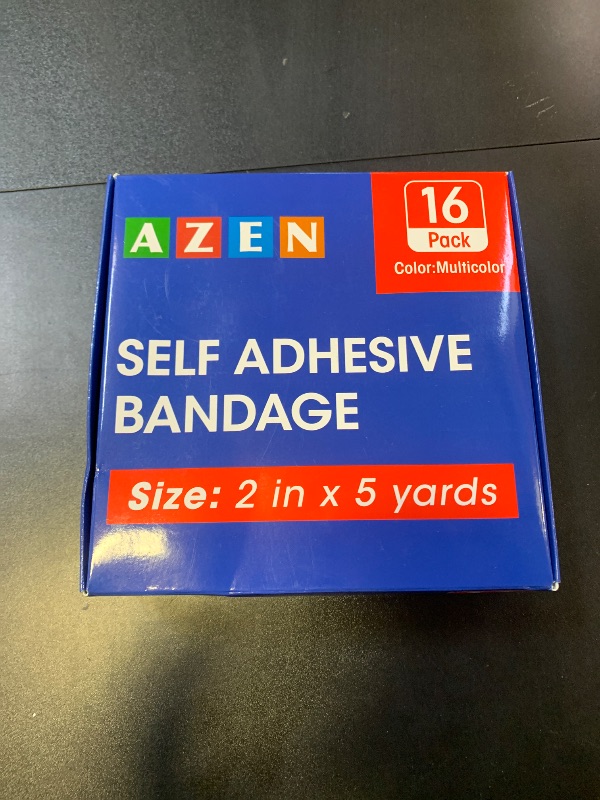 AZEN
16
Pack
Color:Multicolor
SELF ADHESIVE
BANDAGE
Size: 2 in x 5 yards